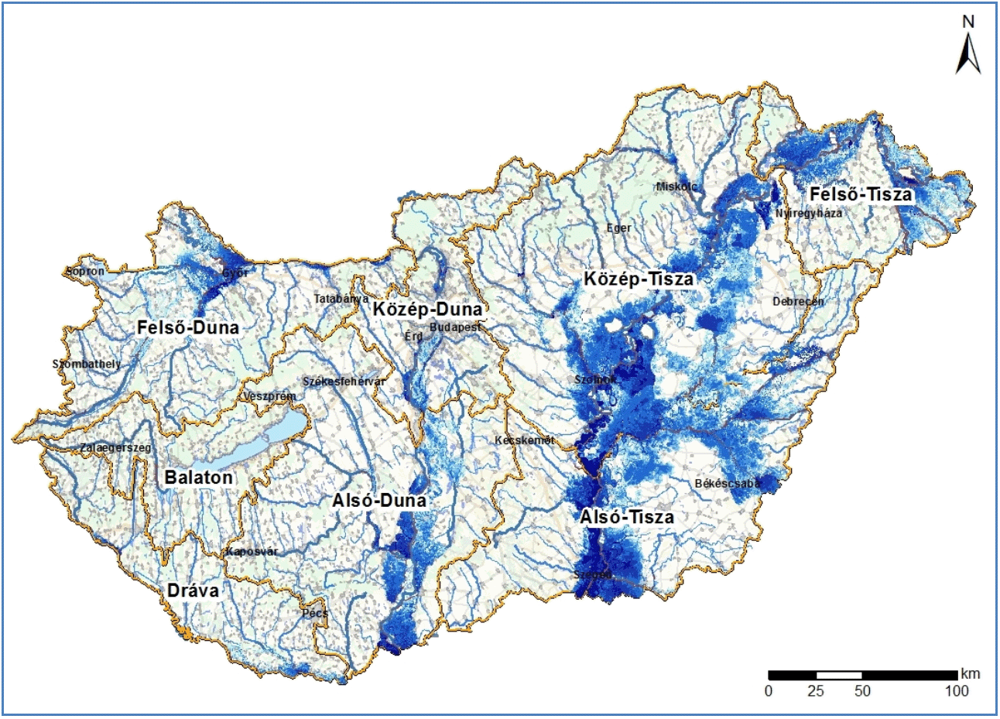 N
Miskolc
Felső-Tisza
Nyíregyháza
Eger
Sopron
Győr
Közép-Tisza
Tatabánya
Debrecen
Közép-Duna
Felső-Duna
Budapest
Érd
Szombathely
Székesfehérvár
Szolnok
Veszprém
Kecskemét
Zalaegerszeg
Balaton
Békéscsaba
Alsó-Duna
Alsó-Tisza
Kaposvár
Szeged
Dráva
Pécs
km
0 25 50 100